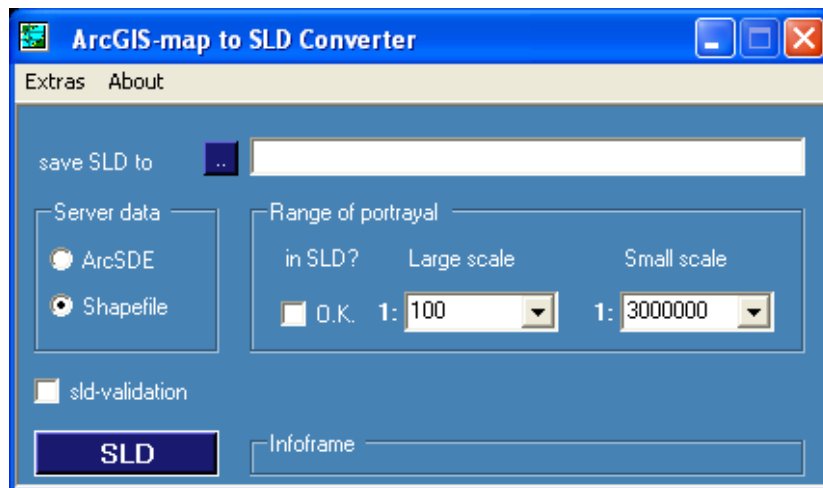 ArcGIS-map to SLD Converter
Extras About
save SLD to ..
Server data
ArcSDE
Shapefile
Range of portrayal
in SLD? Large scale Small scale
O.K. 1: 100 1: 3000000
sld-validation
SLD
Infoframe